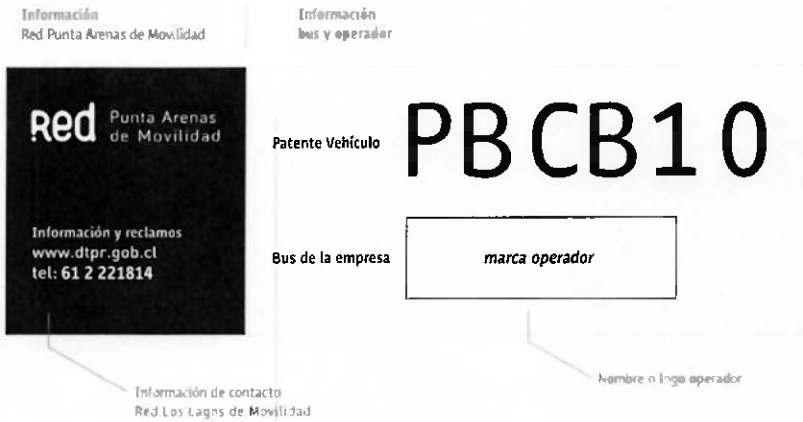 Información
Red Punta Arenas de Movilidad
Información
bus y operador
Red Punta Arenas
de Movilidad
Patente Vehículo
PBCB10
Información y reclamos
www.dtpr.gob.cl
tel: 61 2 221814
Bus de la empresa
marca operador
Información de contacto
Red Los Lagos de Movilidad
Nombre o logo operador